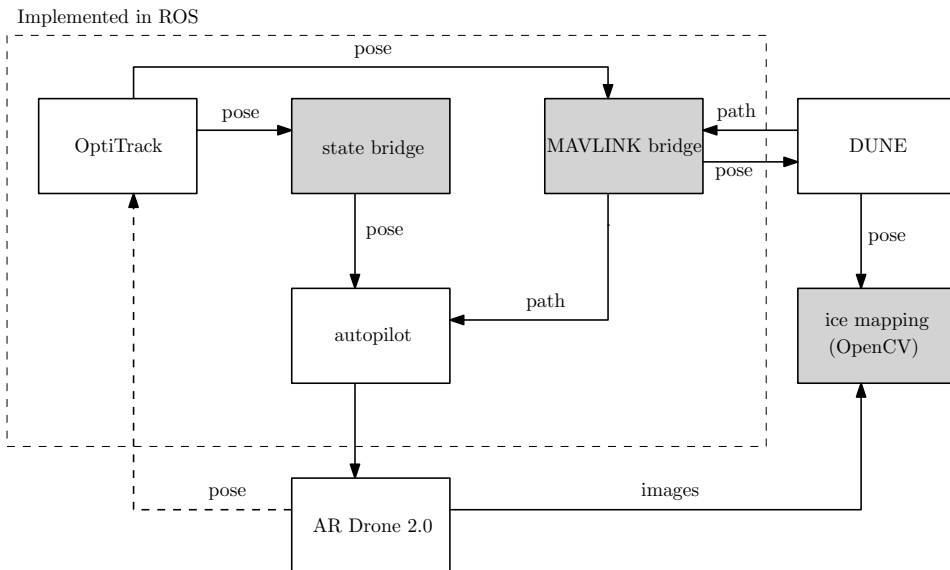 Implemented in ROS
pose
OptiTrack
pose
state bridge
MAVLINK bridge
path
pose
DUNE
pose
pose
autopilot
path
ice mapping
(OpenCV)
pose
AR Drone 2.0
images